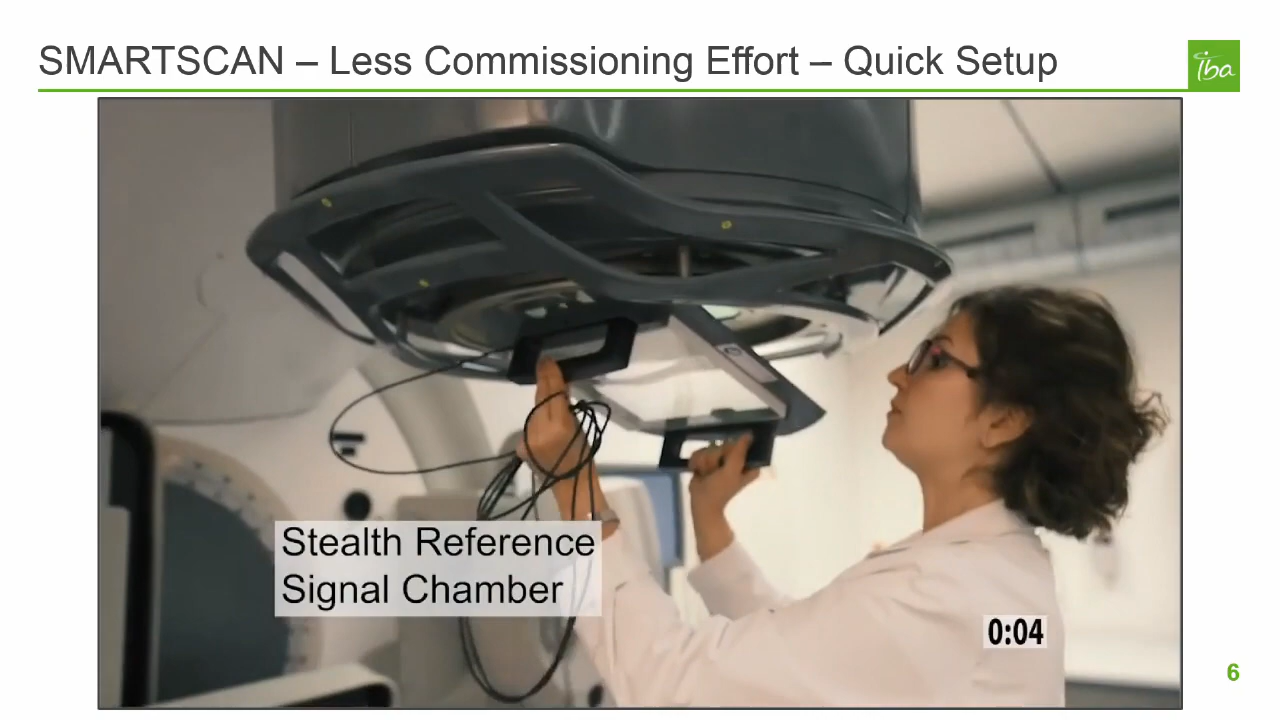 SMARTSCAN – Less Commissioning Effort – Quick Setup
iba
Stealth Reference
Signal Chamber
0:04
6